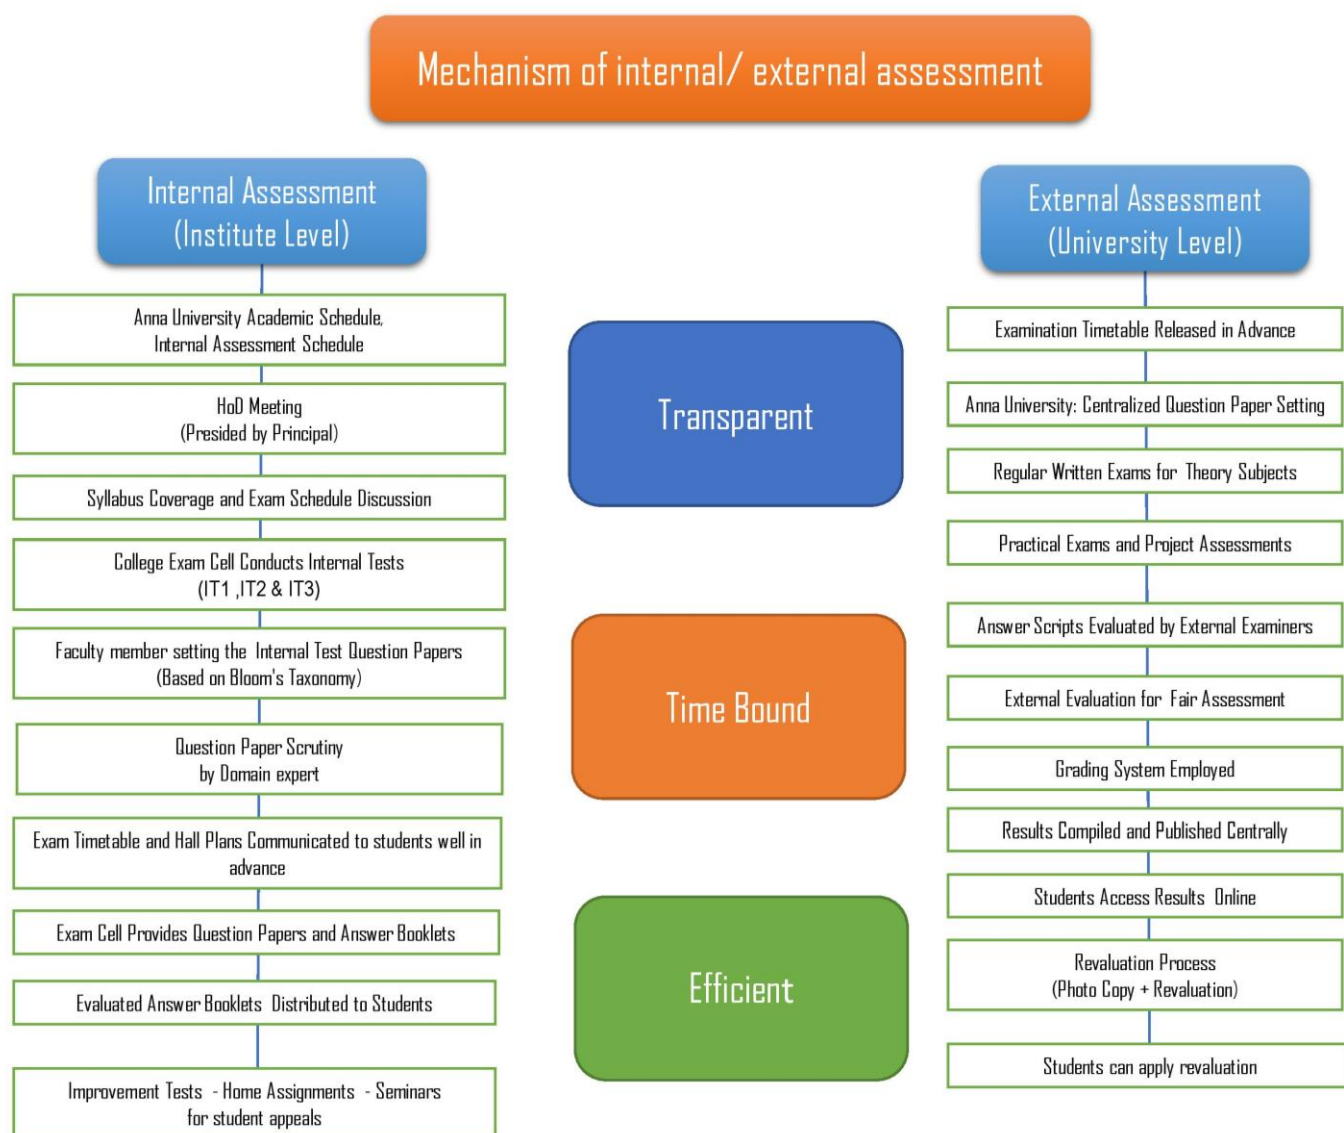 Mechanism of internal/ external assessment
Internal Assessment
(Institute Level)
Anna University Academic Schedule,
Internal Assessment Schedule
HoD Meeting
(Presided by Principal)
Syllabus Coverage and Exam Schedule Discussion
College Exam Cell Conducts Internal Tests
(IT1 ,IT2 & IT3)
Faculty member setting the Internal Test Question Papers
(Based on Bloom's Taxonomy)
Question Paper Scrutiny
by Domain expert
Exam Timetable and Hall Plans Communicated to students well in
advance
Exam Cell Provides Question Papers and Answer Booklets
Evaluated Answer Booklets Distributed to Students
Improvement Tests - Home Assignments - Seminars
for student appeals
Transparent
Time Bound
Efficient
External Assessment
(University Level)
Examination Timetable Released in Advance
Anna University: Centralized Question Paper Setting
Regular Written Exams for Theory Subjects
Practical Exams and Project Assessments
Answer Scripts Evaluated by External Examiners
External Evaluation for Fair Assessment
Grading System Employed
Results Compiled and Published Centrally
Students Access Results Online
Revaluation Process
(Photo Copy + Revaluation)
Students can apply revaluation